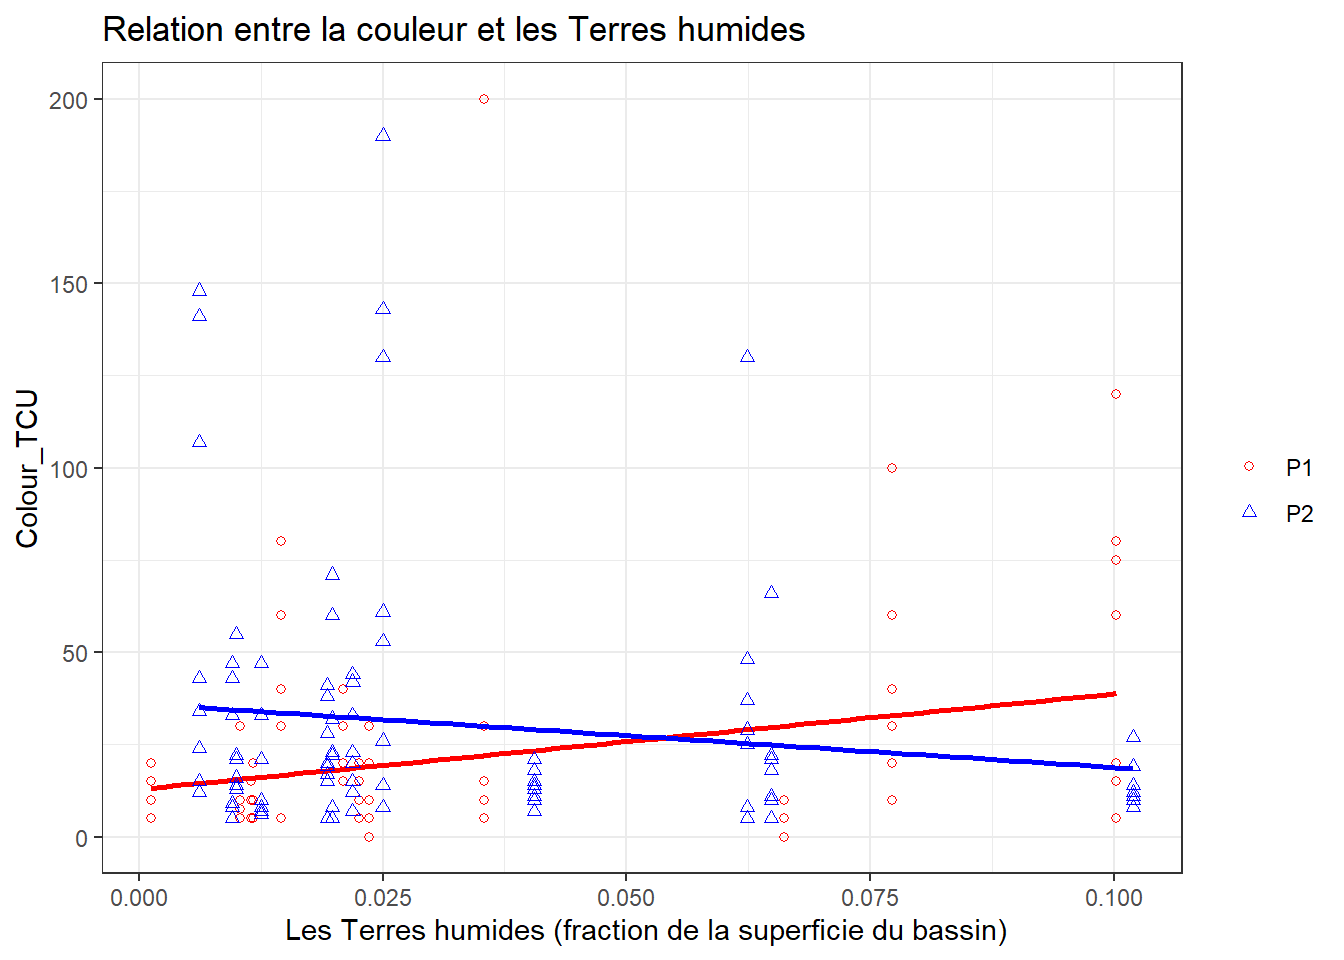 Relation entre la couleur et les Terres humides
200
150
100
50
0
Colour_TCU
0.000
0.025
0.050
0.075
0.100
Les Terres humides (fraction de la superficie du bassin)
P1
P2